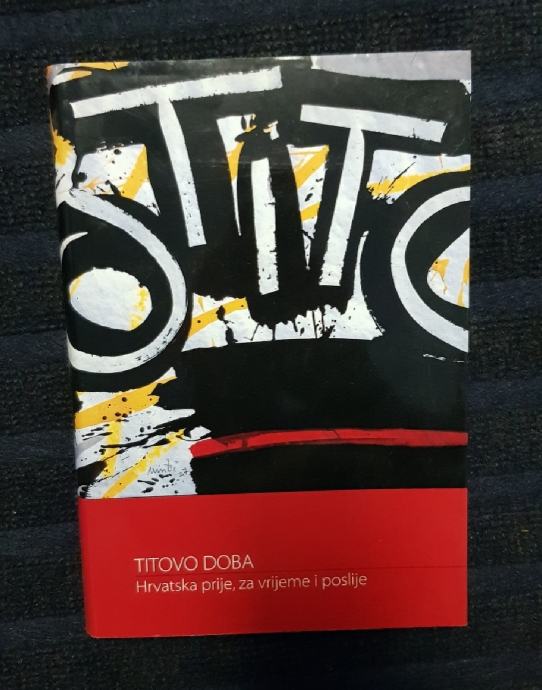 TITO
TITOVO DOBA
Hrvatska prije, za vrijeme i poslije